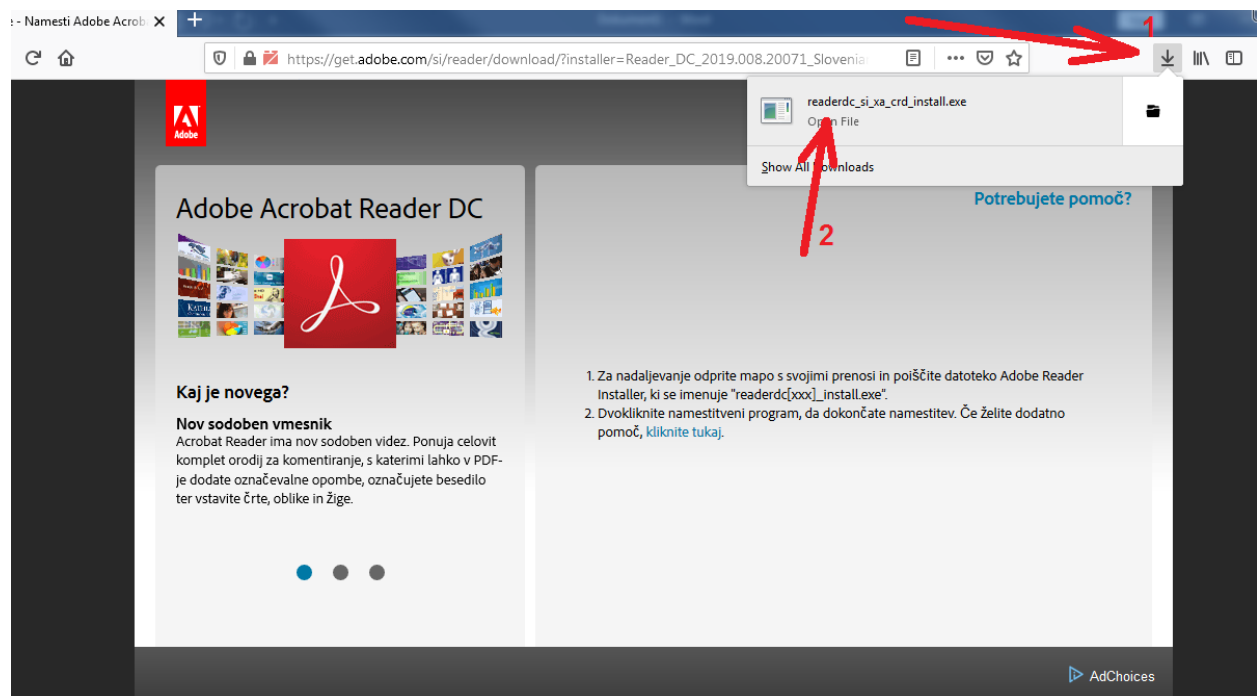 - Namesti Adobe Acrob
1
https://get.adobe.com/si/reader/download/?installer=Reader_DC_2019.008.20071_Slovenia
readerdc_si_xa_crd_install.exe
Open File
Show All Downloads
2
Adobe
Adobe Acrobat Reader DC
Potrebujete pomoč?
Kaj je novega?
Nov sodoben vmesnik
Acrobat Reader ima nov sodoben videz. Ponuja celovit
komplet orodij za komentiranje, s katerimi lahko v PDF-
je dodate označevalne opombe, označujete besedilo
ter vstavite črte, oblike in žige.
1. Za nadaljevanje odprite mapo s svojimi prenosi in poiščite datoteko Adobe Reader
Installer, ki se imenuje "readerdc[xxx]_install.exe".
2. Dvokliknite namestitveni program, da dokončate namestitev. Če želite dodatno
pomoč, kliknite tukaj.
AdChoices